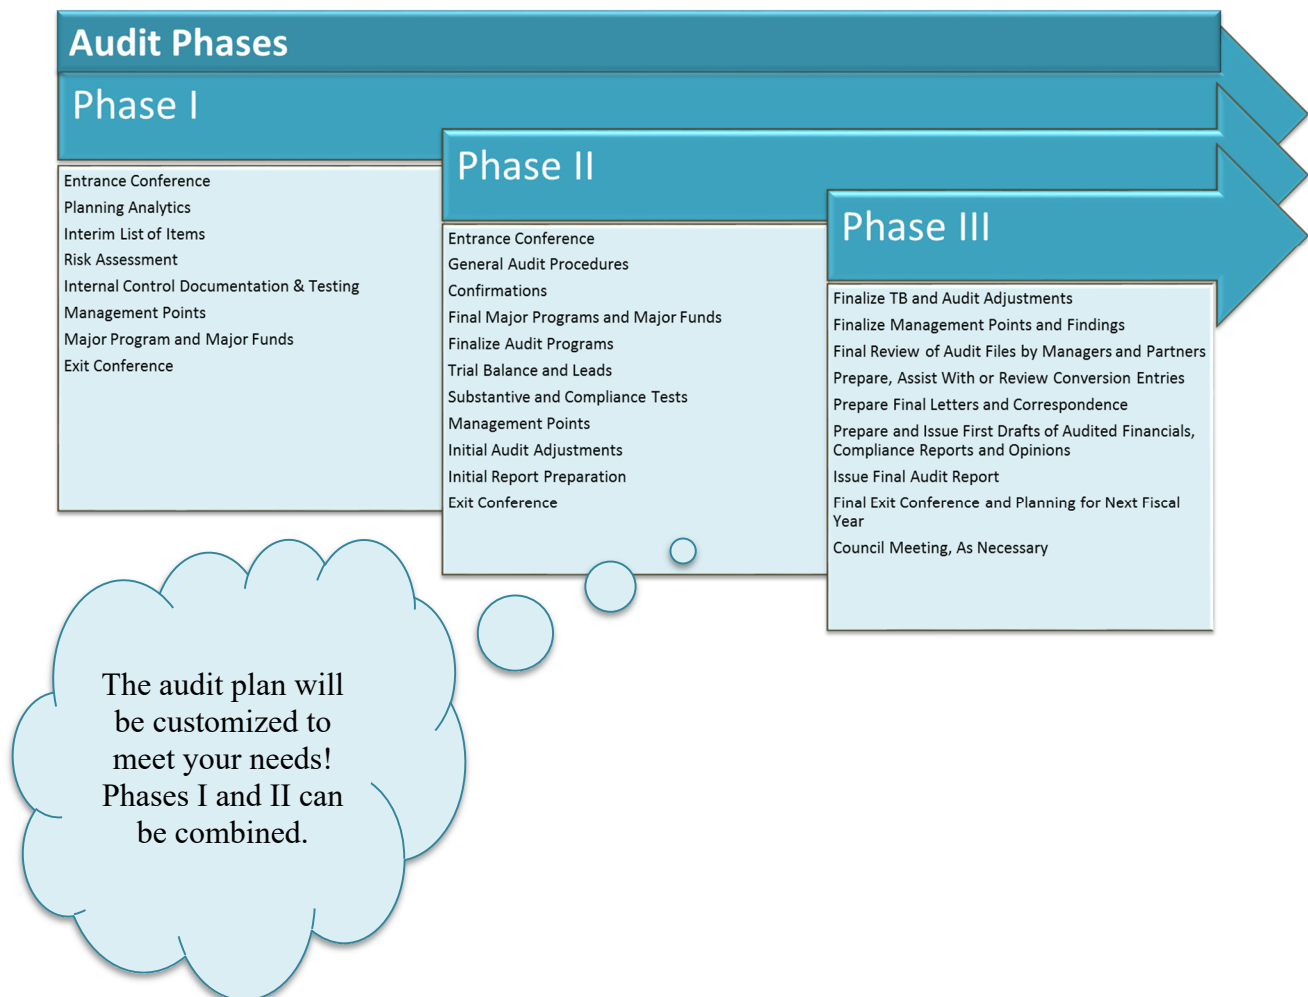 Audit Phases
Phase I
Entrance Conference
Planning Analytics
Interim List of Items
Risk Assessment
Internal Control Documentation & Testing
Management Points
Major Program and Major Funds
Exit Conference
Phase II
Entrance Conference
General Audit Procedures
Confirmations
Final Major Programs and Major Funds
Finalize Audit Programs
Trial Balance and Leads
Substantive and Compliance Tests
Management Points
Initial Audit Adjustments
Initial Report Preparation
Exit Conference
Phase III
Finalize TB and Audit Adjustments
Finalize Management Points and Findings
Final Review of Audit Files by Managers and Partners
Prepare, Assist With or Review Conversion Entries
Prepare Final Letters and Correspondence
Prepare and Issue First Drafts of Audited Financials,
Compliance Reports and Opinions
Issue Final Audit Report
Final Exit Conference and Planning for Next Fiscal
Year
Council Meeting, As Necessary
The audit plan will
be customized to
meet your needs!
Phases I and II can
be combined.